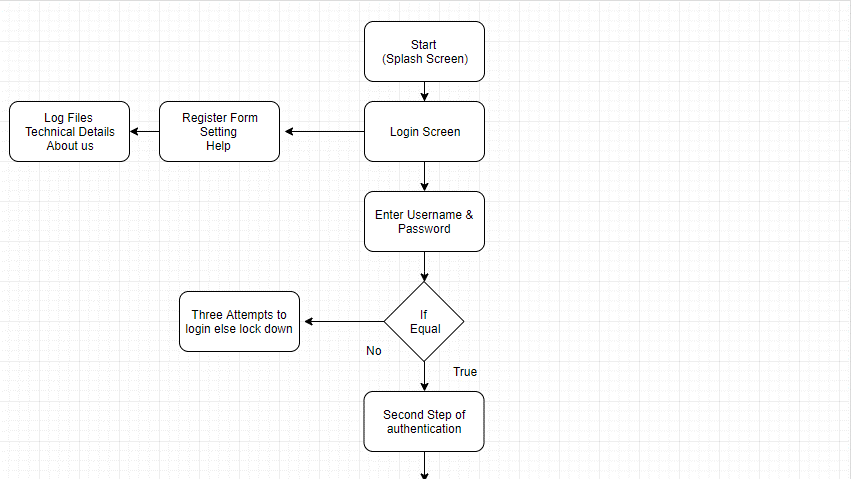 Start
(Splash Screen)
Log Files
Technical Details
About us
Register Form
Setting
Help
Login Screen
Enter Username &
Password
Three Attempts to
login else lock down
If
Equal
No
True
Second Step of
authentication